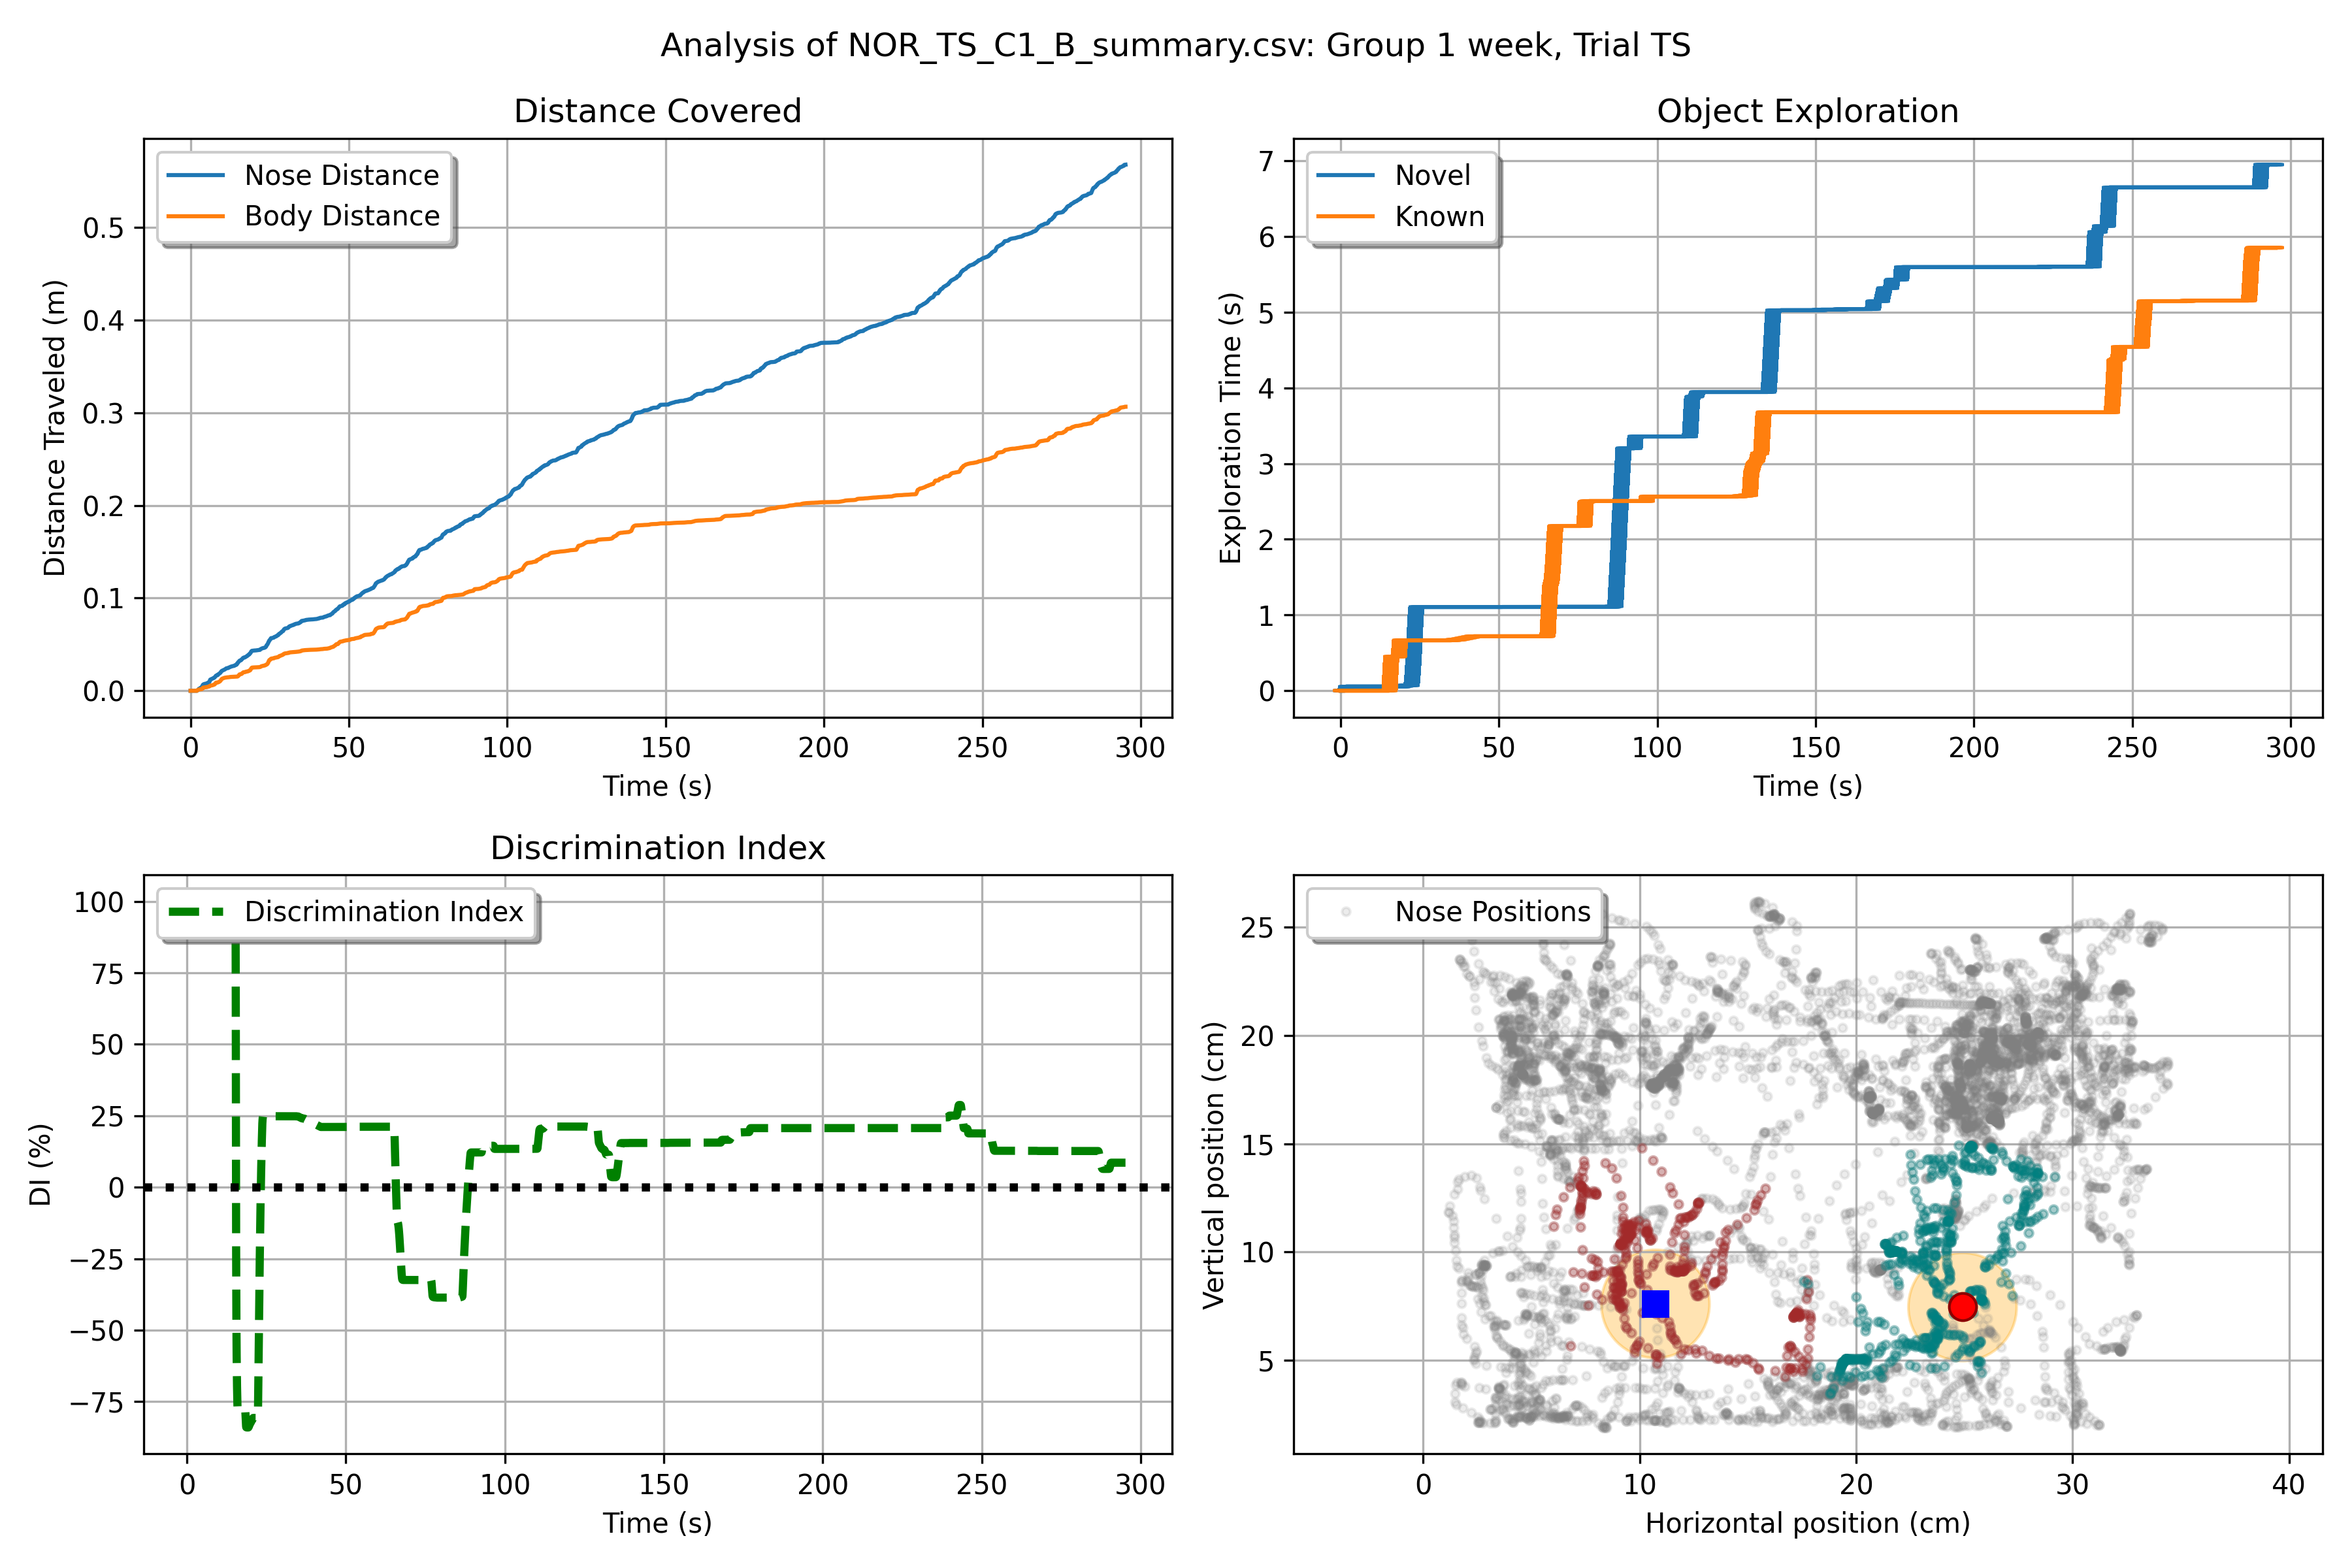 Analysis of NOR_TS_C1_B_summary.csv: Group 1 week, Trial TS
Distance Covered
Nose Distance
Body Distance
Distance Traveled (m)
0.5
0.4
0.3
0.2
0.1
0.0
0 50 100 150 200 250 300
Time (s)
Object Exploration
Novel
Known
Exploration Time (s)
7
6
5
4
3
2
1
0
0 50 100 150 200 250 300
Time (s)
Discrimination Index
Discrimination Index
DI (%)
100
75
50
25
0
−25
−50
−75
0 50 100 150 200 250 300
Time (s)
Nose Positions
Vertical position (cm)
25
20
15
10
5
0 10 20 30 40
Horizontal position (cm)